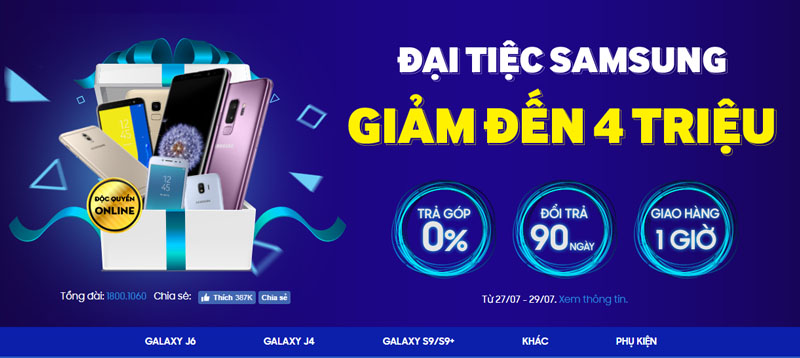 ĐẠI TIỆC SAMSUNG
GIẢM ĐẾN 4 TRIỆU
ĐỘC QUYỀN
ONLINE
TRẢ GÓP
0%
ĐỔI TRẢ
90 NGÀY
GIAO HÀNG
1 GIỜ
Tổng đài: 1800.1060 Chia sẻ: Thích 387K Chia sẻ
Từ 27/07 - 29/07. Xem thông tin.
GALAXY J6 GALAXY J4 GALAXY S9/S9+ KHÁC PHỤ KIỆN